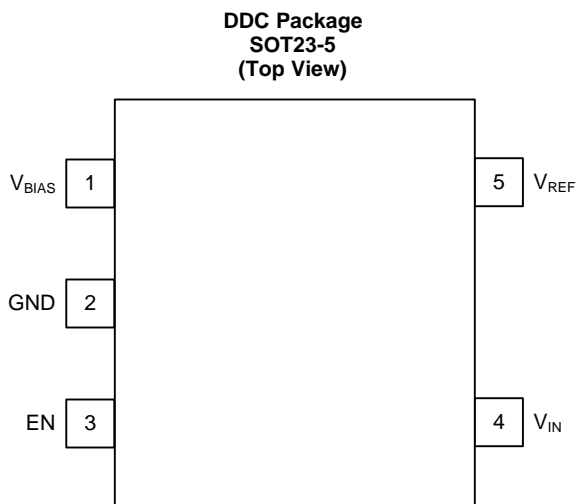 DDC Package
SOT23-5
(Top View)
VBIAS 1 5 VREF
GND 2
EN 3 4 VIN